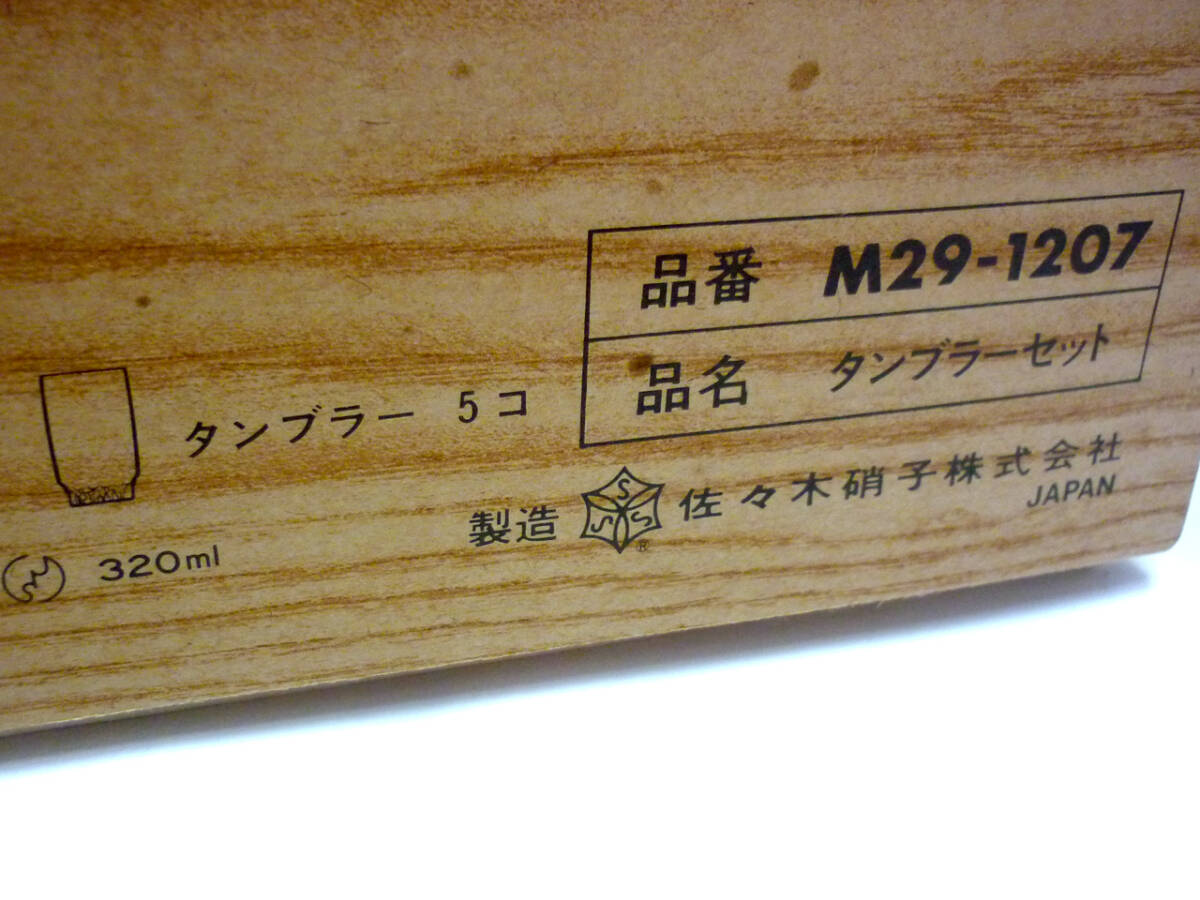 品番 M29-1207
品名 タンブラーセット
タンブラー 5コ
320ml
製造 SSS® 佐々木硝子株式会社
JAPAN